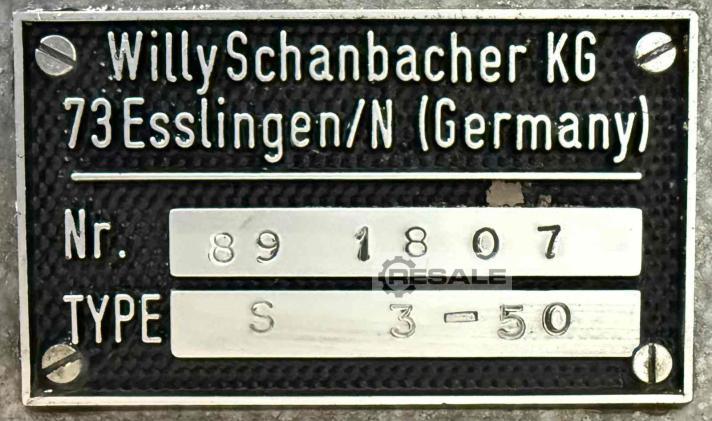 Willy Schanbacher KG
73 Esslingen/N (Germany)
Nr. 89 1807
RESALE
TYPE S 3-50